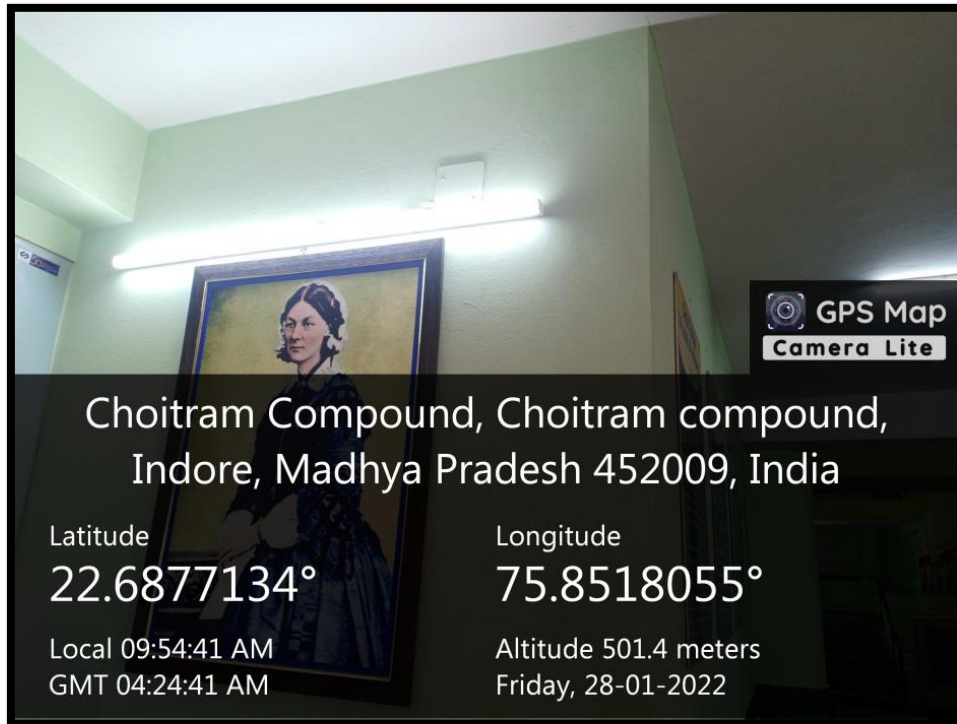 GPS Map
Camera Lite
Choitram Compound, Choitram compound,
Indore, Madhya Pradesh 452009, India
Latitude
22.6877134°
Longitude
75.8518055°
Local 09:54:41 AM
GMT 04:24:41 AM
Altitude 501.4 meters
Friday, 28-01-2022